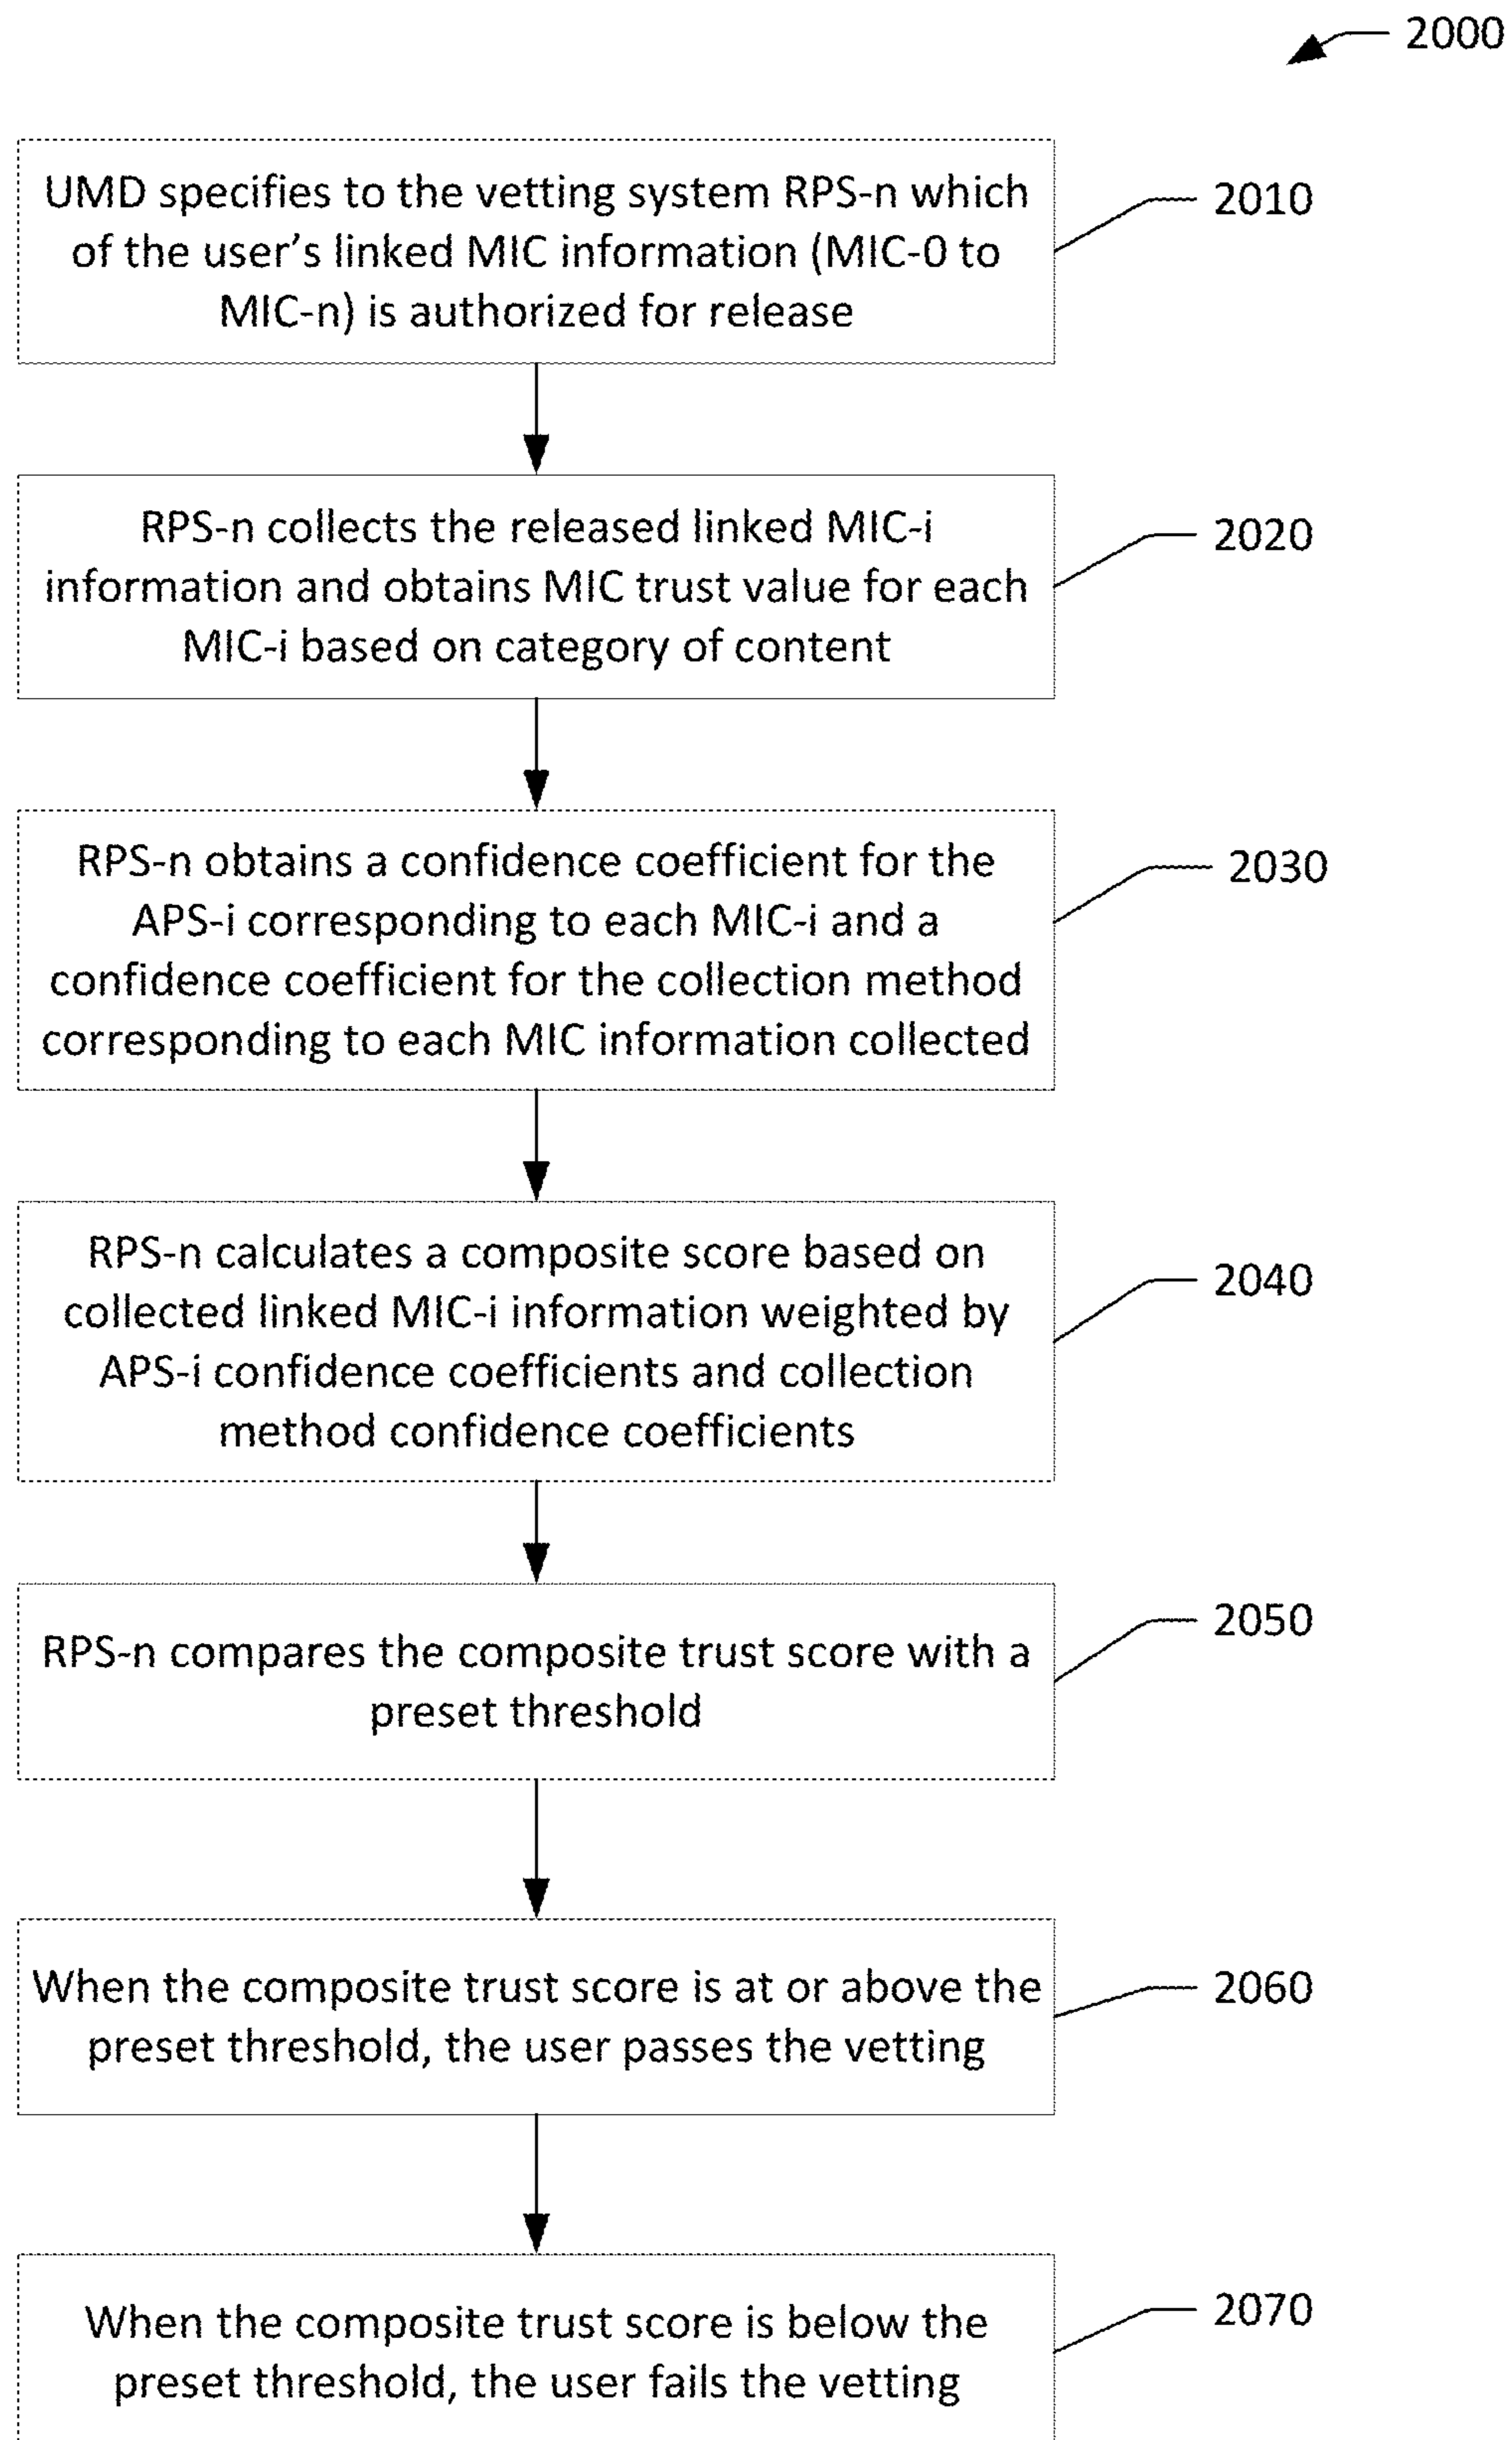 2000
UMD specifies to the vetting system RPS-n which
of the user's linked MIC information (MIC-0 to
MIC-n) is authorized for release
2010
RPS-n collects the released linked MIC-i
information and obtains MIC trust value for each
MIC-i based on category of content
2020
RPS-n obtains a confidence coefficient for the
APS-i corresponding to each MIC-i and a
confidence coefficient for the collection method
corresponding to each MIC information collected
2030
RPS-n calculates a composite score based on
collected linked MIC-i information weighted by
APS-i confidence coefficients and collection
method confidence coefficients
2040
RPS-n compares the composite trust score with a
preset threshold
2050
When the composite trust score is at or above the
preset threshold, the user passes the vetting
2060
When the composite trust score is below the
preset threshold, the user fails the vetting
2070